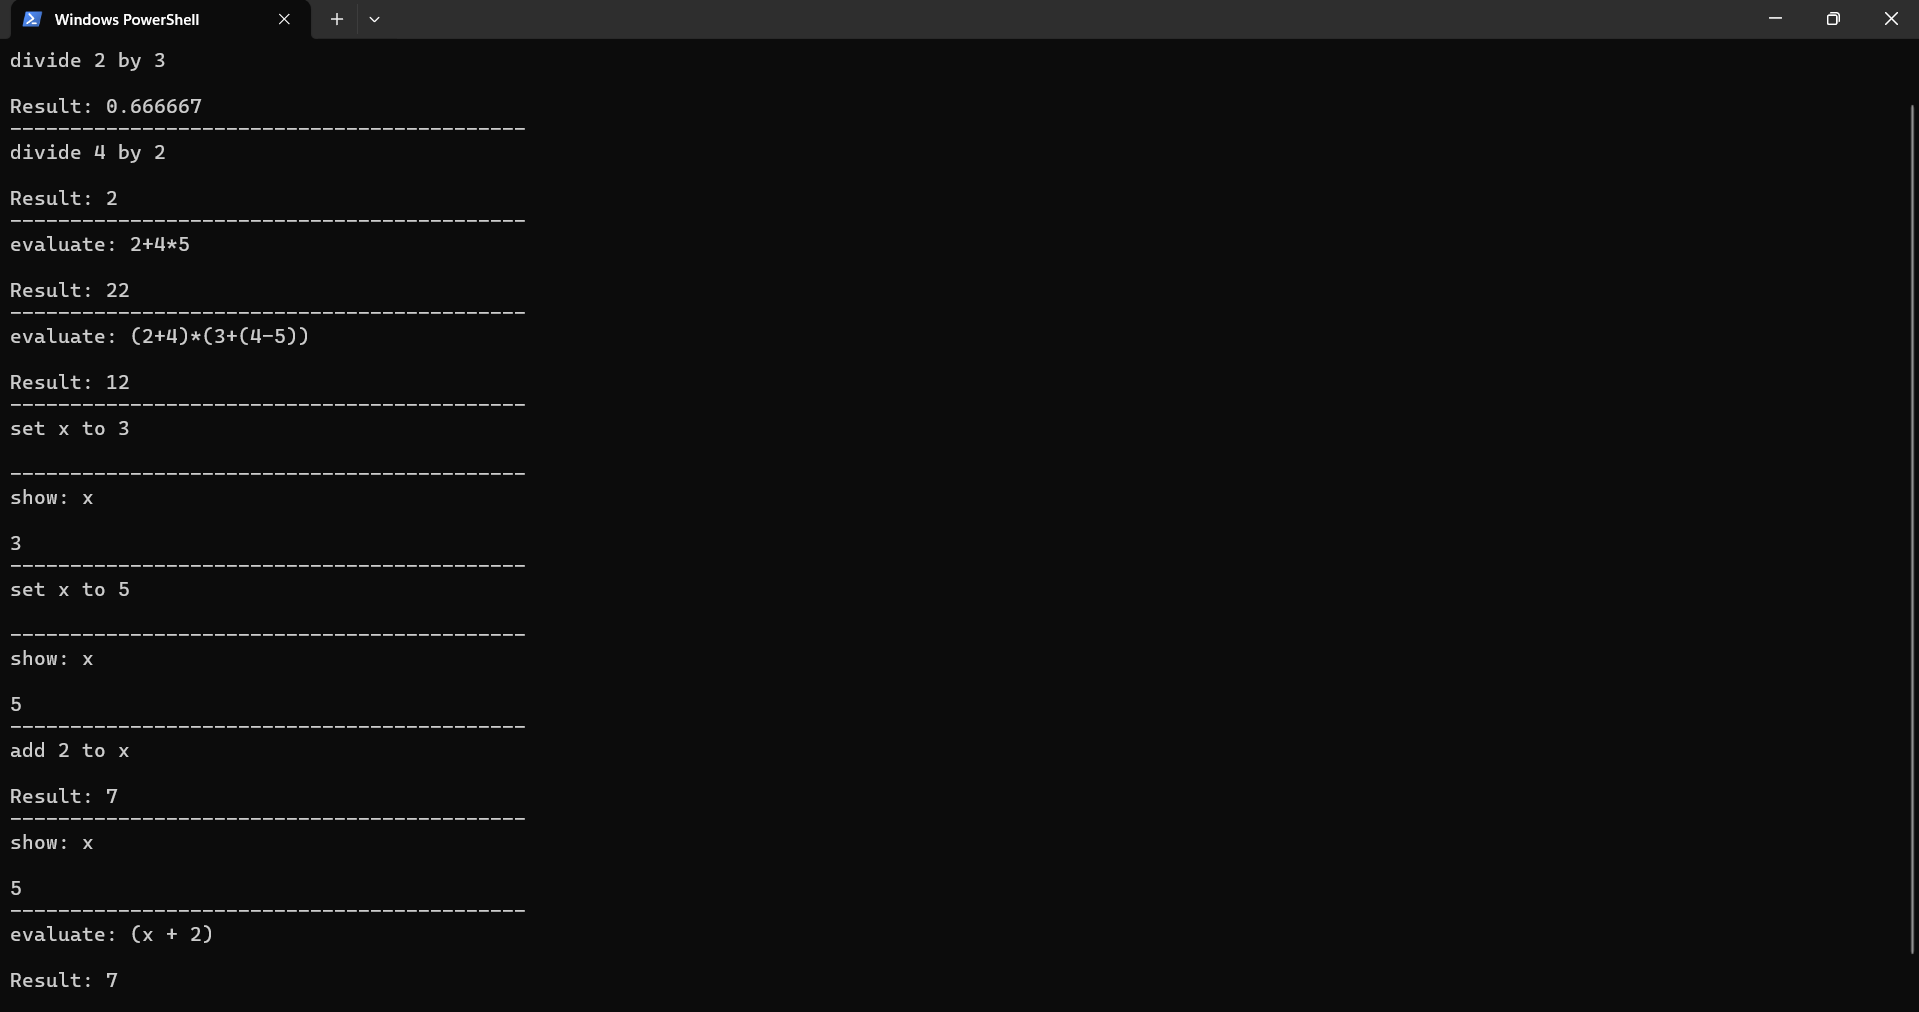 Windows PowerShell
divide 2 by 3
Result: 0.666667
-------------------------------------------
divide 4 by 2
Result: 2
-------------------------------------------
evaluate: 2+4*5
Result: 22
-------------------------------------------
evaluate: (2+4)*(3+(4-5))
Result: 12
-------------------------------------------
set x to 3
-------------------------------------------
show: x
3
-------------------------------------------
set x to 5
-------------------------------------------
show: x
5
-------------------------------------------
add 2 to x
Result: 7
-------------------------------------------
show: x
5
-------------------------------------------
evaluate: (x + 2)
Result: 7